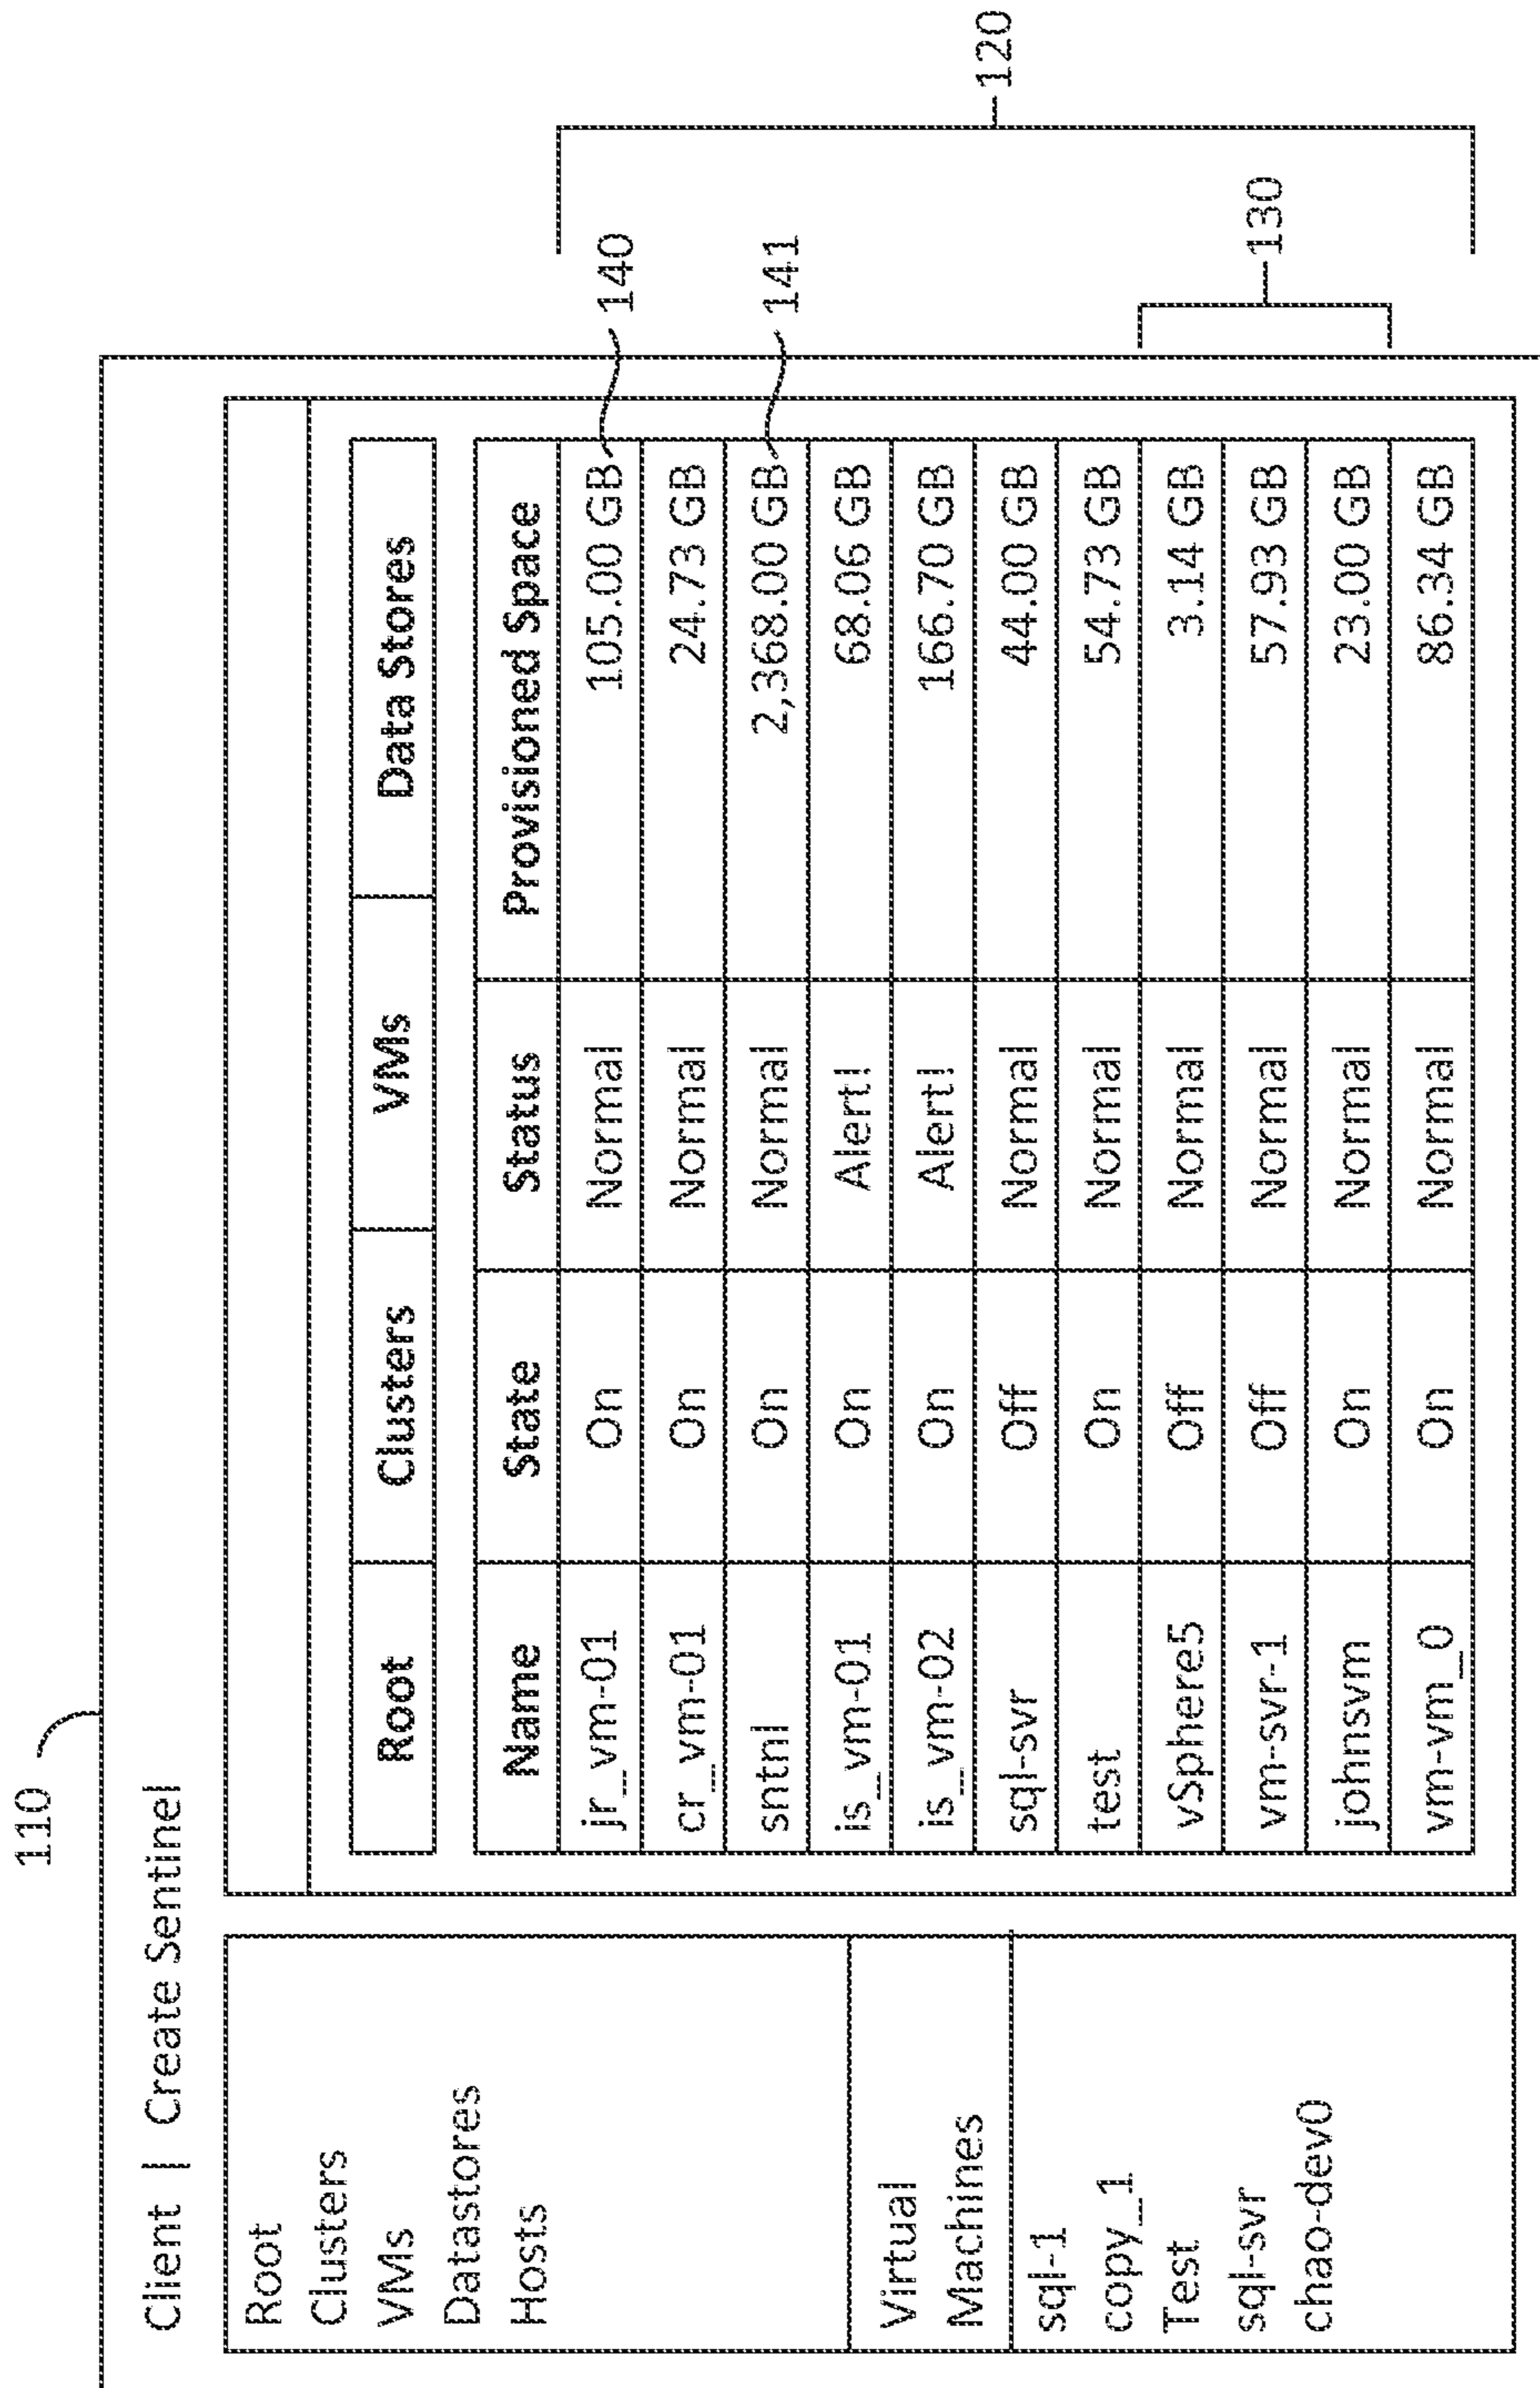 110
Client | Create Sentinel
Root
Clusters
VMs
Datastores
Hosts
Virtual
Machines
sql-1
copy_1
Test
sql-svr
chao-dev0
Root Clusters VMs Data Stores
Name State Status Provisioned Space
jr_vm-01 On Normal 105.00 GB
cr_vm-01 On Normal 24.73 GB
sntnl On Normal 2,368.00 GB
is_vm-01 On Alert! 68.06 GB
is_vm-02 On Alert! 166.70 GB
sql-svr Off Normal 44.00 GB
test On Normal 54.73 GB
vSphere5 Off Normal 3.14 GB
vm-svr-1 Off Normal 57.93 GB
johnsvm On Normal 23.00 GB
vm-vm_0 On Normal 86.34 GB
140
141
130
120